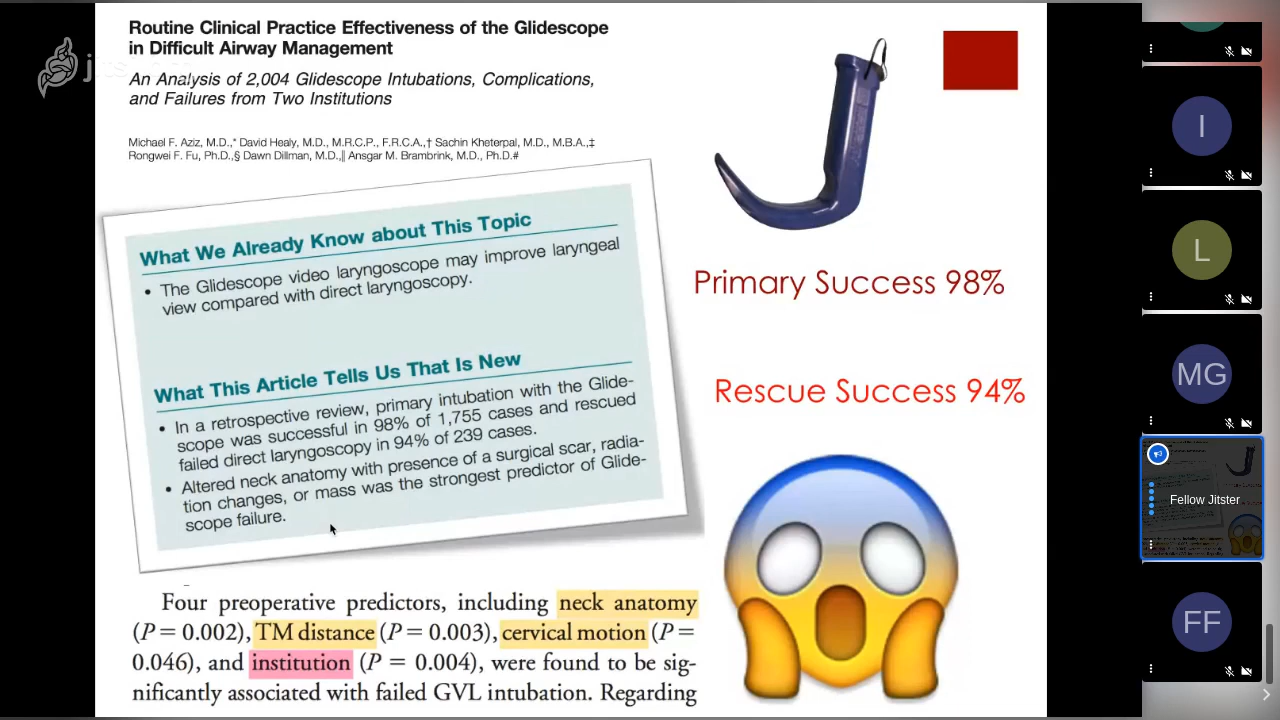 Routine Clinical Practice Effectiveness of the Glidescope
in Difficult Airway Management
An Analysis of 2,004 Glidescope Intubations, Complications,
and Failures from Two Institutions
Michael F. Aziz, M.D.,* David Healy, M.D., M.R.C.P., F.R.C.A.,† Sachin Kheterpal, M.D., M.B.A.,‡
Rongwei F. Fu, Ph.D.,§ Dawn Dillman, M.D.,‖ Ansgar M. Brambrink, M.D., Ph.D.#
What We Already Know about This Topic
• The Glidescope video laryngoscope may improve laryngeal
view compared with direct laryngoscopy.
What This Article Tells Us That Is New
• In a retrospective review, primary intubation with the Glide-
scope was successful in 98% of 1,755 cases and rescued
failed direct laryngoscopy in 94% of 239 cases.
• Altered neck anatomy with presence of a surgical scar, radia-
tion changes, or mass was the strongest predictor of Glide-
scope failure.
Four preoperative predictors, including neck anatomy
(P = 0.002), TM distance (P = 0.003), cervical motion (P =
0.046), and institution (P = 0.004), were found to be sig-
nificantly associated with failed GVL intubation. Regarding
Primary Success 98%
Rescue Success 94%
I
L
MG
Fellow Jitster
FF